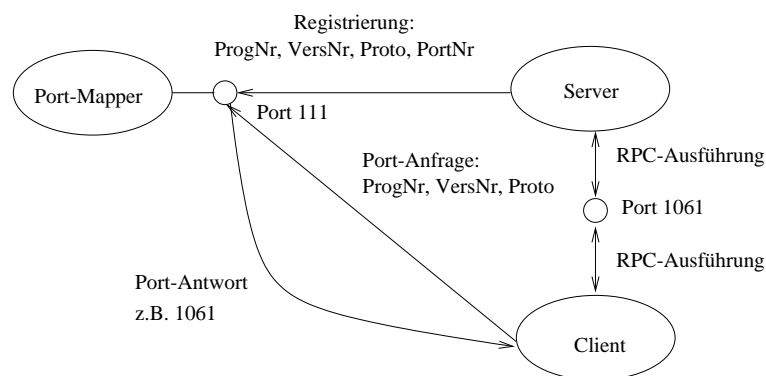 Registrierung:
ProgNr, VersNr, Proto, PortNr
Port-Mapper
Server
Port 111
Port-Anfrage:
ProgNr, VersNr, Proto
RPC-Ausführung
Port 1061
RPC-Ausführung
Port-Antwort
z.B. 1061
Client